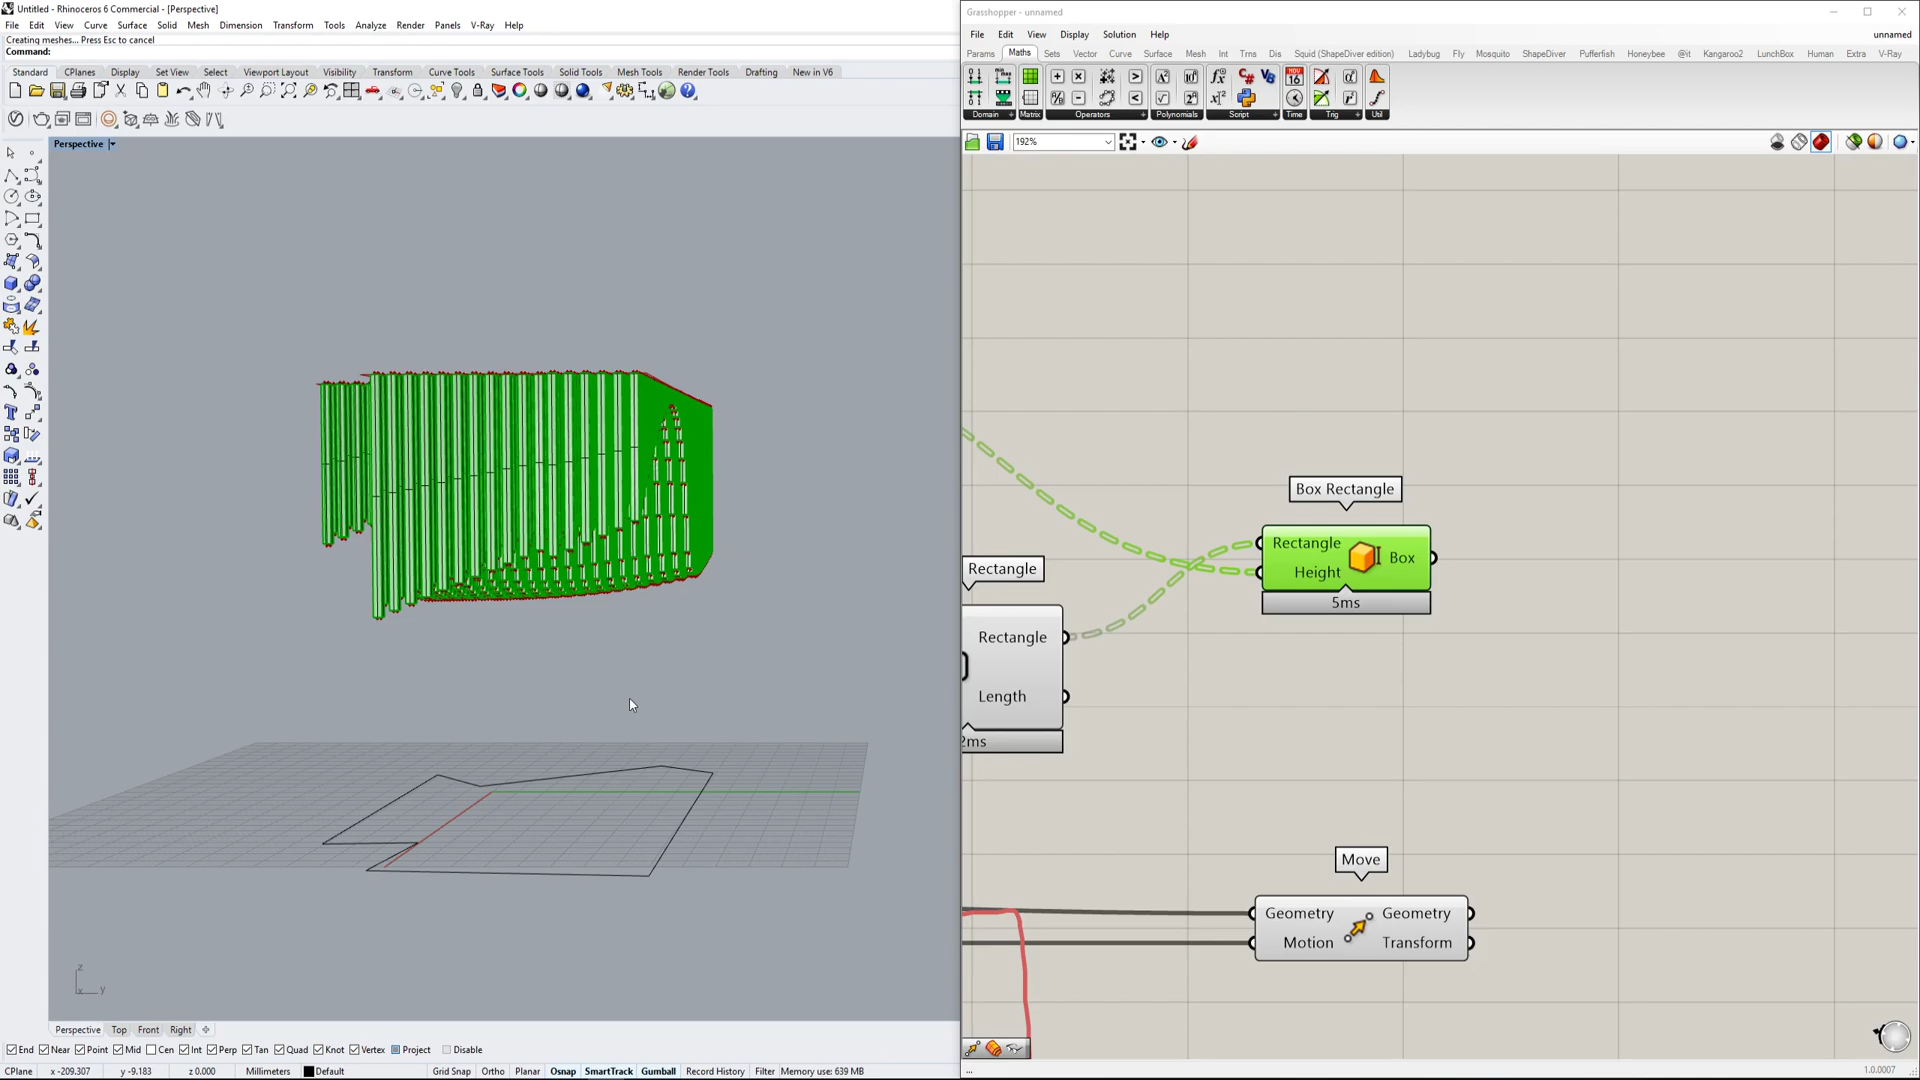 Untitled - Rhinoceros 6 Commercial - [Perspective]
File Edit View Curve Surface Solid Mesh Dimension Transform Tools Analyze Render Panels V-Ray Help
Creating meshes... Press Esc to cancel
Command:
Standard CPlanes Display Set View Select Viewport Layout Visibility Transform Curve Tools Surface Tools Solid Tools Mesh Tools Render Tools Drafting New in V6
Perspective
z
x y
Perspective Top Front Right
End Near Point Mid Cen Int Perp Tan Quad Knot Vertex Project Disable
CPlane x -209.307 y -9.183 z 0.000 Millimeters Default Grid Snap Ortho Planar Osnap SmartTrack Gumball Record History Filter Memory use: 639 MB
Grasshopper - unnamed
File Edit View Display Solution Help unnamed
Params Maths Sets Vector Curve Surface Mesh Int Trns Dis Squid (ShapeDiver edition) Ladybug Fly Mosquito ShapeDiver Pufferfish Honeybee @it Kangaroo2 LunchBox Human Extra V-Ray
Domain Matrix Operators Polynomials Script Time Trig Util
192%
Box Rectangle
Rectangle
Height
Box
5ms
Rectangle
Rectangle
Length
2ms
Move
Geometry Geometry
Motion Transform
...
1.0.0007